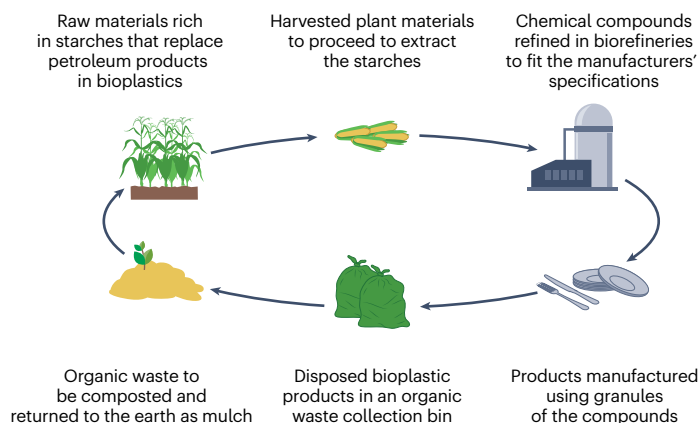 Raw materials rich
in starches that replace
petroleum products
in bioplastics
Harvested plant materials
to proceed to extract
the starches
Chemical compounds
refined in biorefineries
to fit the manufacturers’
specifications
Organic waste to
be composted and
returned to the earth as mulch
Disposed bioplastic
products in an organic
waste collection bin
Products manufactured
using granules
of the compounds